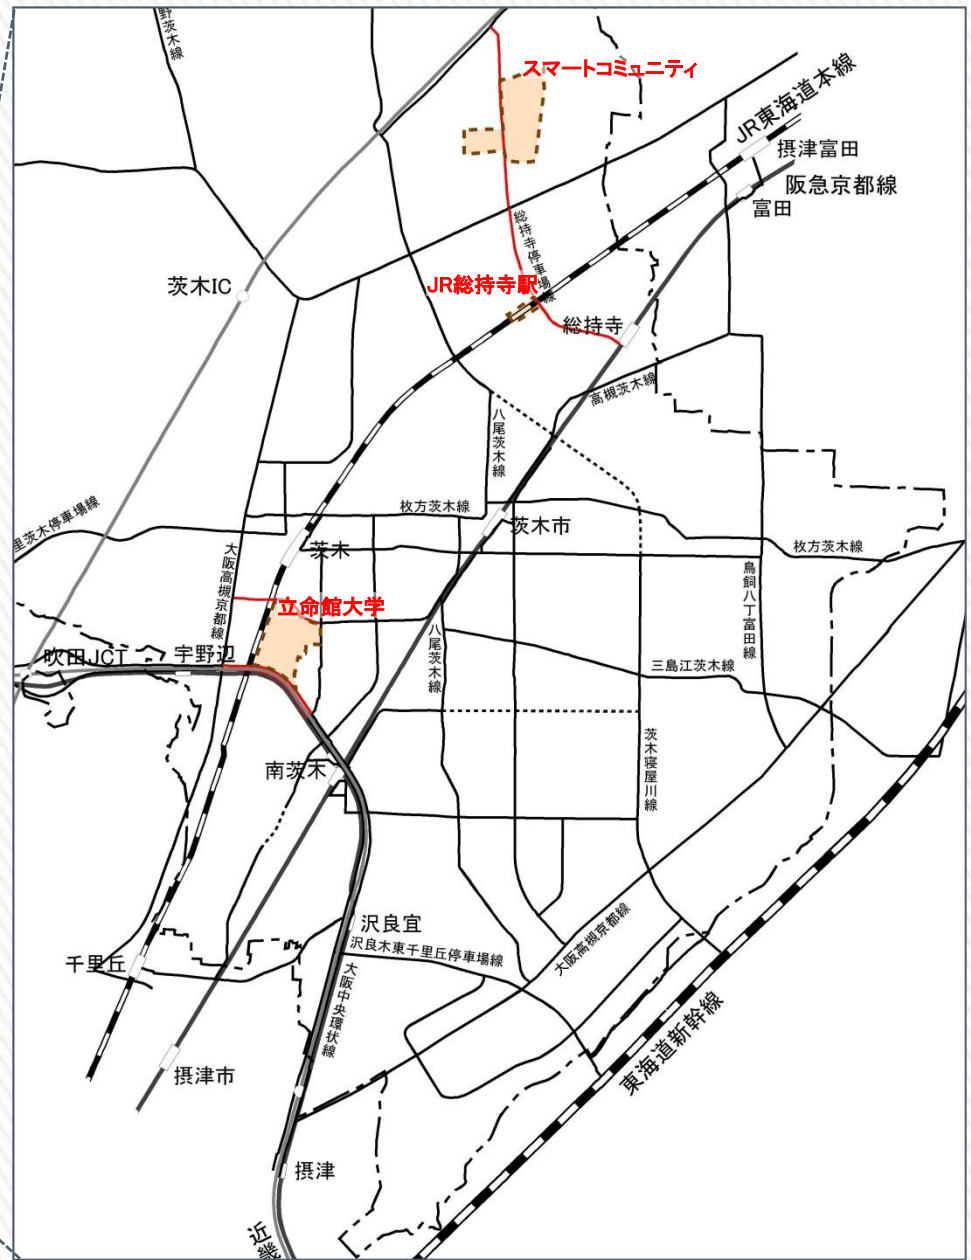 野茨木線
スマートコミュニティ
JR東海道本線
摂津富田
阪急京都線
富田
総持寺停車場線
茨木IC
JR総持寺駅
総持寺
高槻茨木線
八尾茨木線
枚方茨木線
里茨木停車場線
茨木市
茨木
枚方茨木線
大阪高槻京都線
鳥飼八丁富田線
立命館大学
八尾茨木線
吹田JCT
宇野辺
三島江茨木線
茨木寝屋川線
南茨木
沢良宜
大阪高槻京都線
沢良木東千里丘停車場線
千里丘
大阪中央環状線
東海道新幹線
摂津市
摂津
近畿